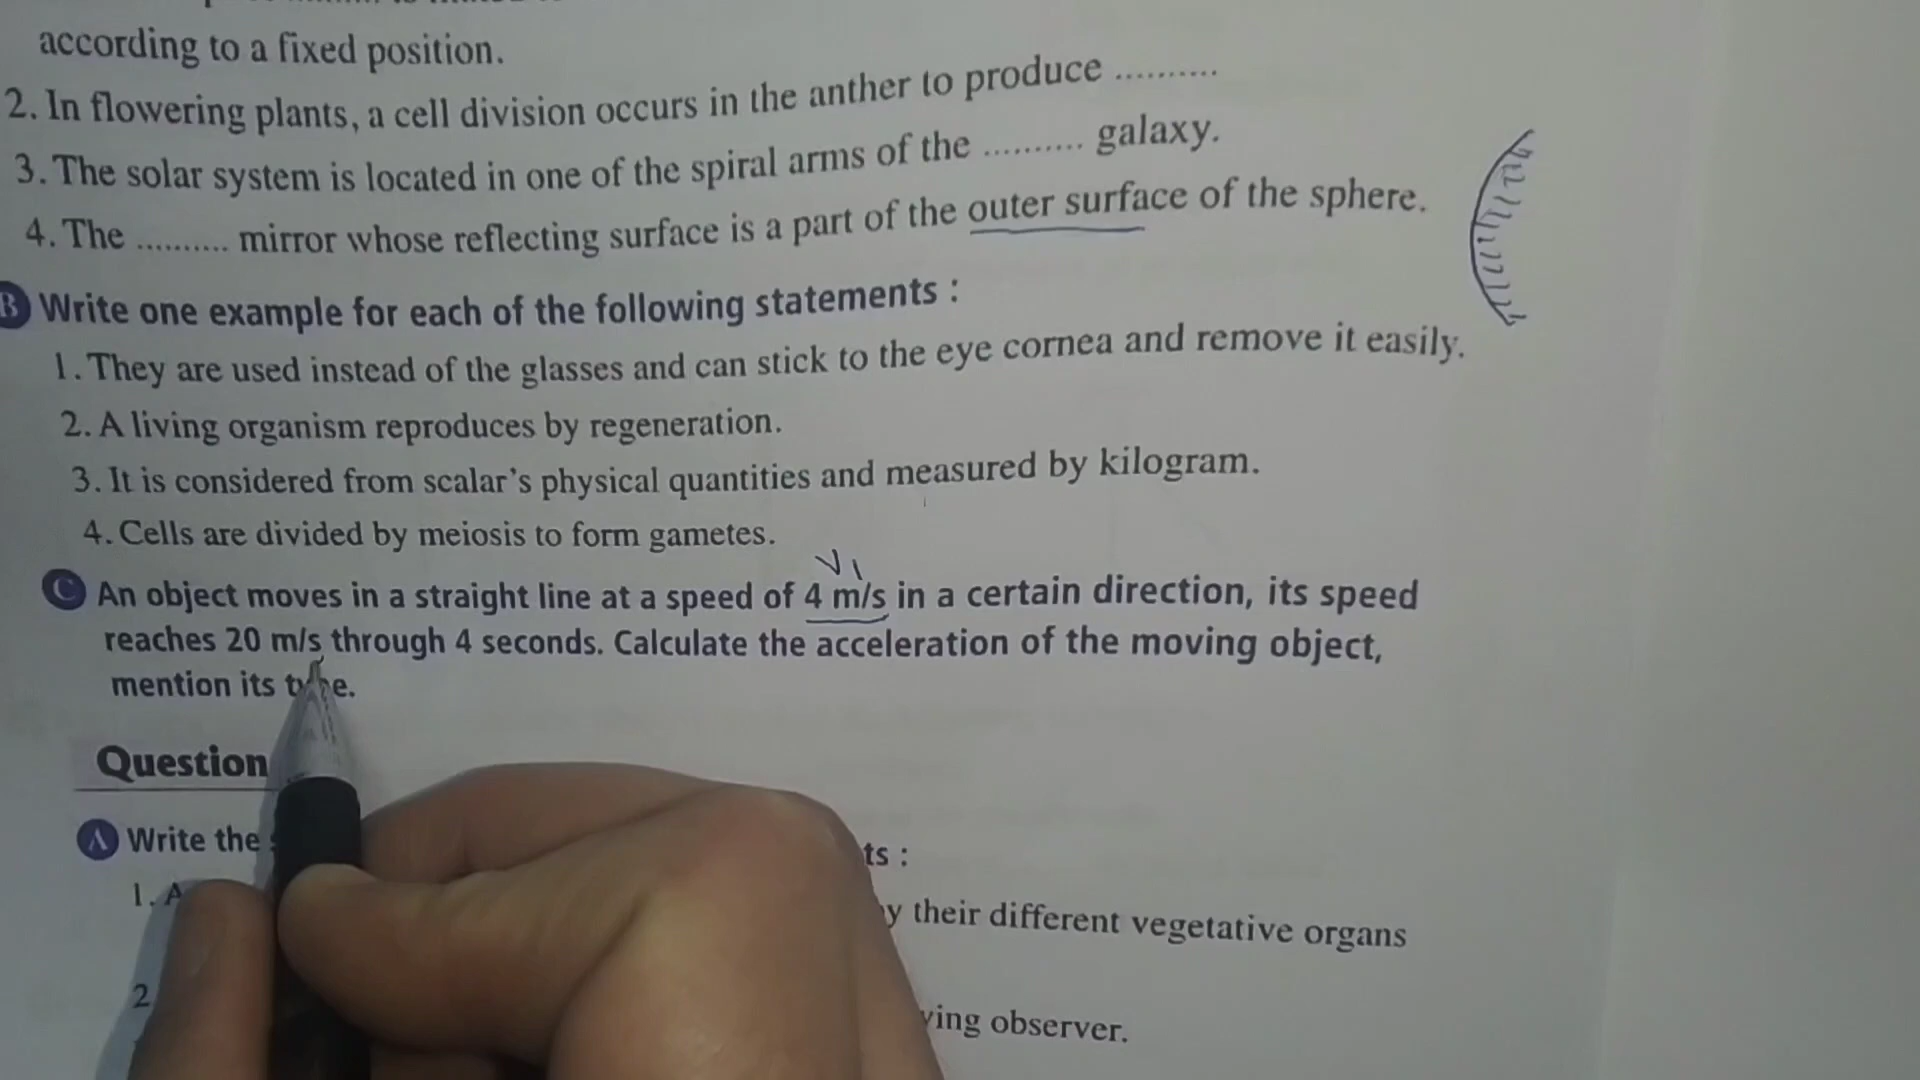 according to a fixed position.
2. In flowering plants, a cell division occurs in the anther to produce ..........
3. The solar system is located in one of the spiral arms of the .......... galaxy.
4. The .......... mirror whose reflecting surface is a part of the outer surface of the sphere.
B Write one example for each of the following statements :
1. They are used instead of the glasses and can stick to the eye cornea and remove it easily.
2. A living organism reproduces by regeneration.
3. It is considered from scalar's physical quantities and measured by kilogram.
4. Cells are divided by meiosis to form gametes.
V1
C An object moves in a straight line at a speed of 4 m/s in a certain direction, its speed
reaches 20 m/s through 4 seconds. Calculate the acceleration of the moving object,
mention its
Question
A Write the
1. A
their different vegetative organs
2
observer.